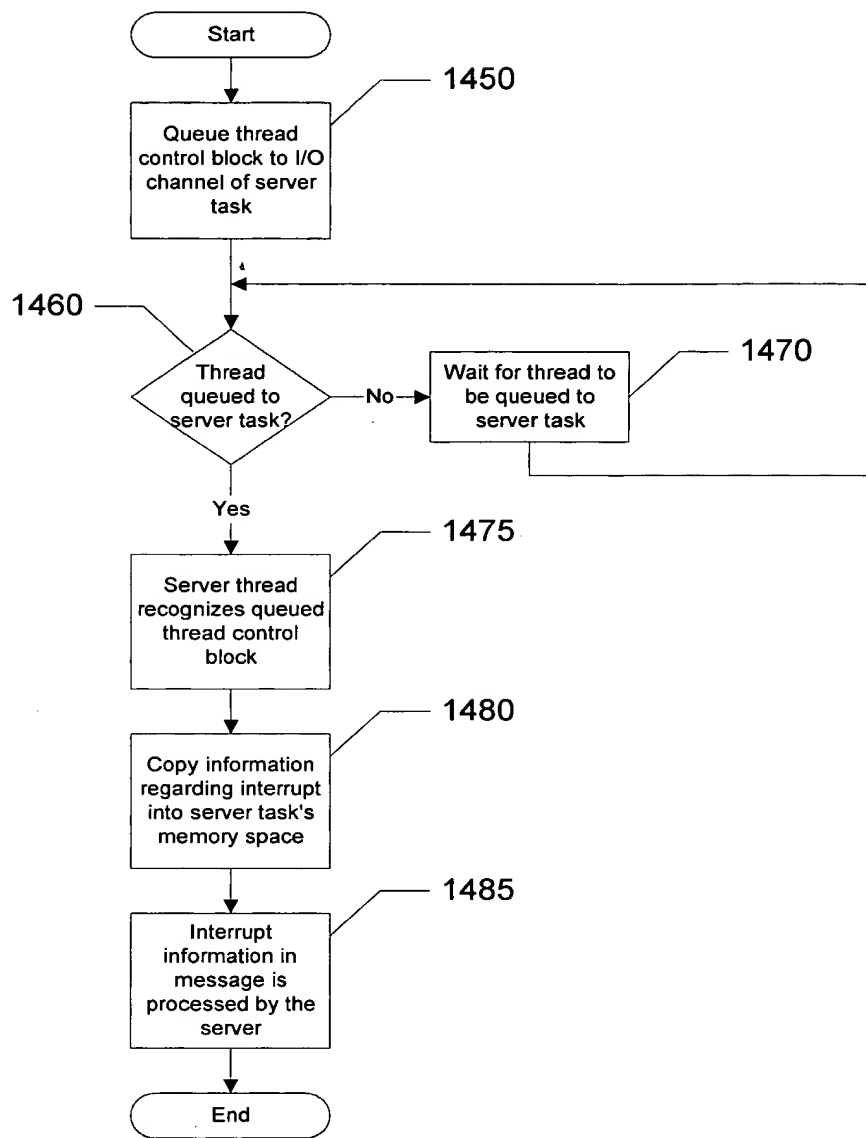 Start
1450
Queue thread
control block to I/O
channel of server
task
1460
Thread
queued to
server task?
No
Wait for thread to
be queued to
server task
1470
Yes
1475
Server thread
recognizes queued
thread control
block
1480
Copy information
regarding interrupt
into server task's
memory space
1485
Interrupt
information in
message is
processed by the
server
End